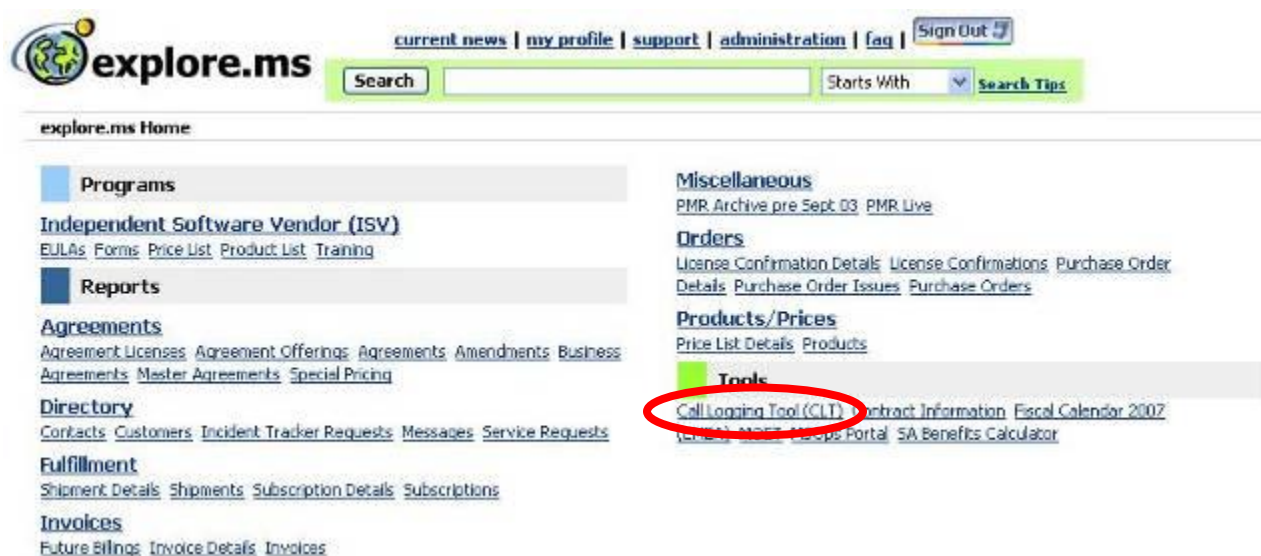 explore.ms
current news | my profile | support | administration | faq | Sign Out
Search Starts With Search Tips
explore.ms Home
Programs
Independent Software Vendor (ISV)
EULAs Forms Price List Product List Training
Reports
Agreements
Agreement Licenses Agreement Offerings Agreements Amendments Business
Agreements Master Agreements Special Pricing
Directory
Contacts Customers Incident Tracker Requests Messages Service Requests
Fulfillment
Shipment Details Shipments Subscription Details Subscriptions
Invoices
Future Billings Invoice Details Invoices
Miscellaneous
PMR Archive pre Sept 03 PMR Live
Orders
License Confirmation Details License Confirmations Purchase Order
Details Purchase Order Issues Purchase Orders
Products/Prices
Price List Details Products
Tools
Call Logging Tool (CLT) Contract Information Fiscal Calendar 2007
Portal SA Benefits Calculator